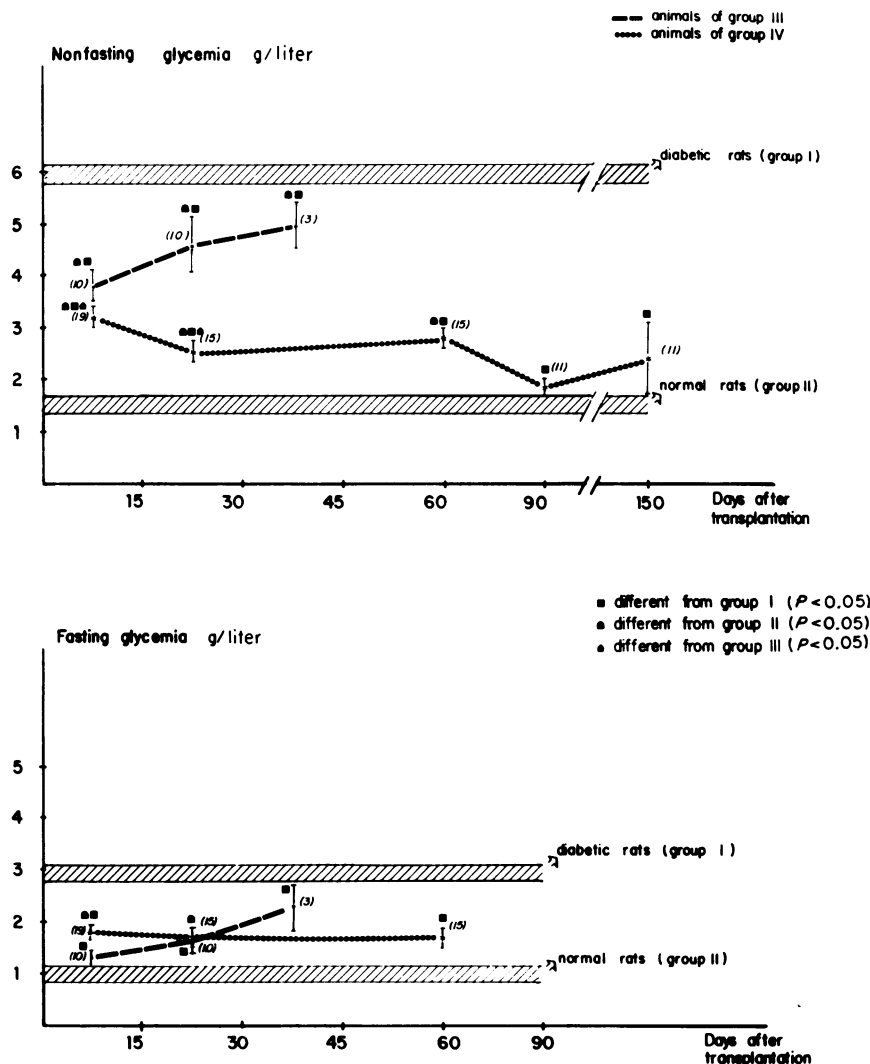 animals of group III
animals of group IV
Nonfasting glycemia g/liter
6
5
4
3
2
1
diabetic rats (group I)
normal rats (group II)
(10)
(10)
(3)
(19)
(15)
(15)
(11)
(11)
15
30
45
60
90
150
Days after
transplantation
■ different from group I (P<0.05)
different from group II (P<0.05)
different from group III (P<0.05)
Fasting glycemia g/liter
5
4
3
2
1
diabetic rats (group I)
normal rats (group II)
(19)
(15)
(3)
(15)
(10)
(10)
15
30
45
60
90
Days after
transplantation